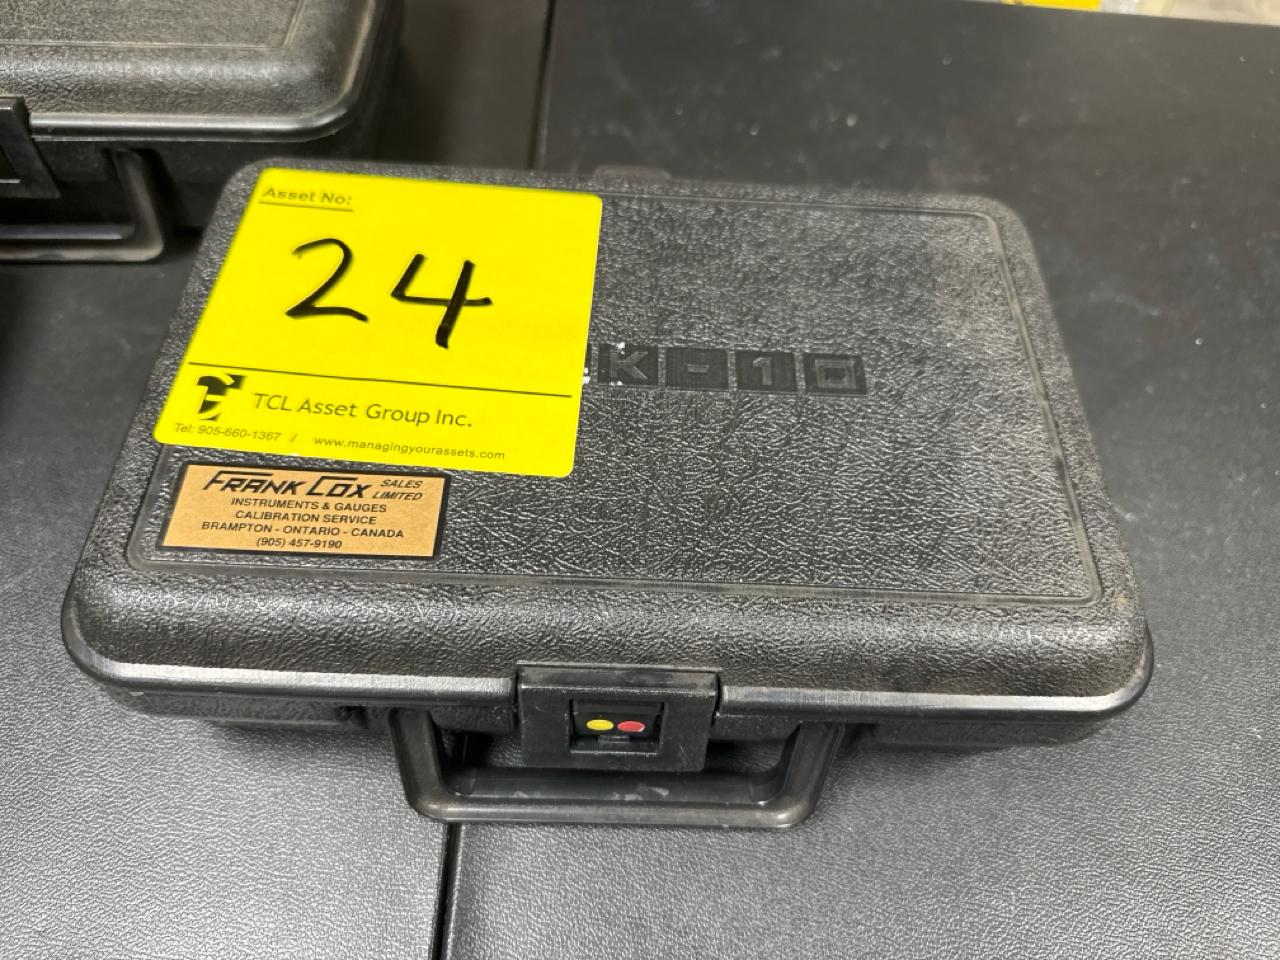 Asset No:
24
TCL Asset Group Inc.
Tel: 905-660-1367 / www.managingyourassets.com
K-10
FRANK COX SALES LIMITED
INSTRUMENTS & GAUGES
CALIBRATION SERVICE
BRAMPTON - ONTARIO - CANADA
(905) 457-9190